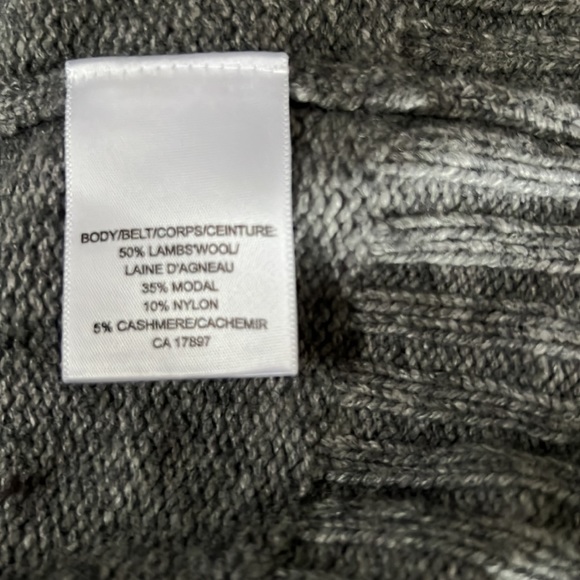 BODY/BELT/CORPS/CEINTURE:
50% LAMBS'WOOL/
LAINE D'AGNEAU
35% MODAL
10% NYLON
5% CASHMERE/CACHEMIR
CA 17897